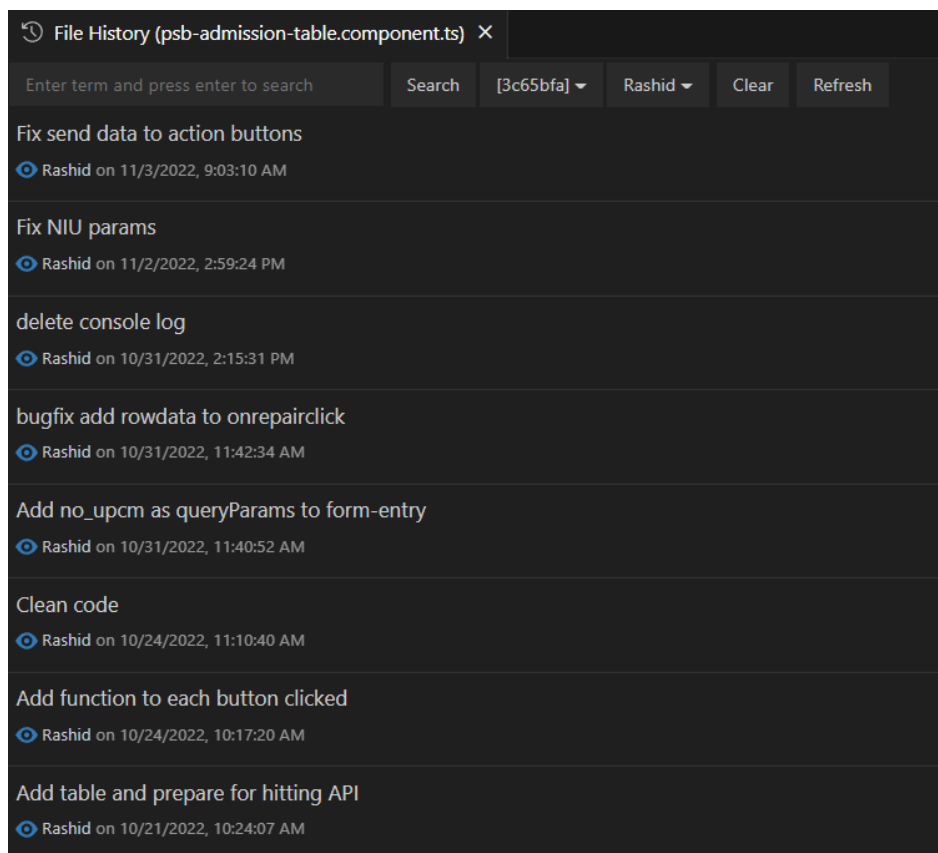 File History (psb-admission-table.component.ts)
Enter term and press enter to search Search [3c65bfa] Rashid Clear Refresh
Fix send data to action buttons
Rashid on 11/3/2022, 9:03:10 AM
Fix NIU params
Rashid on 11/2/2022, 2:59:24 PM
delete console log
Rashid on 10/31/2022, 2:15:31 PM
bugfix add rowdata to onrepairclick
Rashid on 10/31/2022, 11:42:34 AM
Add no_upcm as queryParams to form-entry
Rashid on 10/31/2022, 11:40:52 AM
Clean code
Rashid on 10/24/2022, 11:10:40 AM
Add function to each button clicked
Rashid on 10/24/2022, 10:17:20 AM
Add table and prepare for hitting API
Rashid on 10/21/2022, 10:24:07 AM